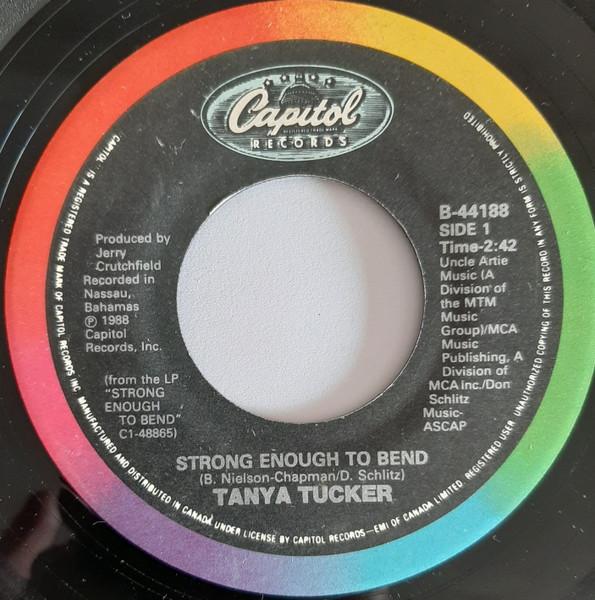 Capitol
REGISTERED TRADE MARK
RECORDS
B-44188
SIDE 1
Time-2:42
Uncle Artie
Music (A
Division of
the MTM
Music
Group)/MCA
Music
Publishing, A
Division of
MCA Inc./Don
Schlitz
Music-
ASCAP
Produced by
Jerry
Crutchfield
Recorded in
Nassau,
Bahamas
℗ 1988
Capitol
Records, Inc.
(from the LP
"STRONG
ENOUGH
TO BEND"
C1-48865)
STRONG ENOUGH TO BEND
(B. Nielson-Chapman/D. Schlitz)
TANYA TUCKER
CAPITOL IS A REGISTERED TRADE MARK OF CAPITOL RECORDS INC. MANUFACTURED AND DISTRIBUTED IN CANADA UNDER LICENSE BY CAPITOL RECORDS—EMI OF CANADA LIMITED. REGISTERED USER. UNAUTHORIZED COPYING OF THIS RECORD IN ANY FORM IS STRICTLY PROHIBITED